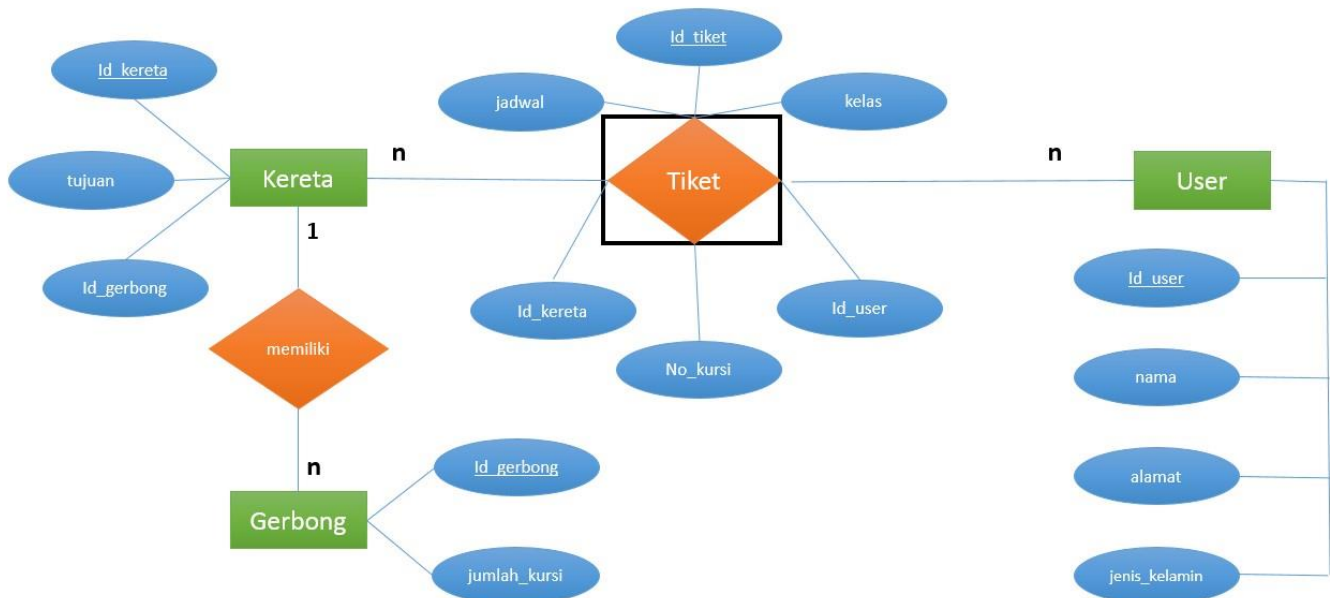 Id_tiket
Id_kereta
jadwal
kelas
n
n
Kereta
Tiket
User
tujuan
1
Id_gerbong
Id_kereta
Id_user
Id_user
memiliki
No_kursi
nama
n
Id_gerbong
alamat
Gerbong
jumlah_kursi
jenis_kelamin